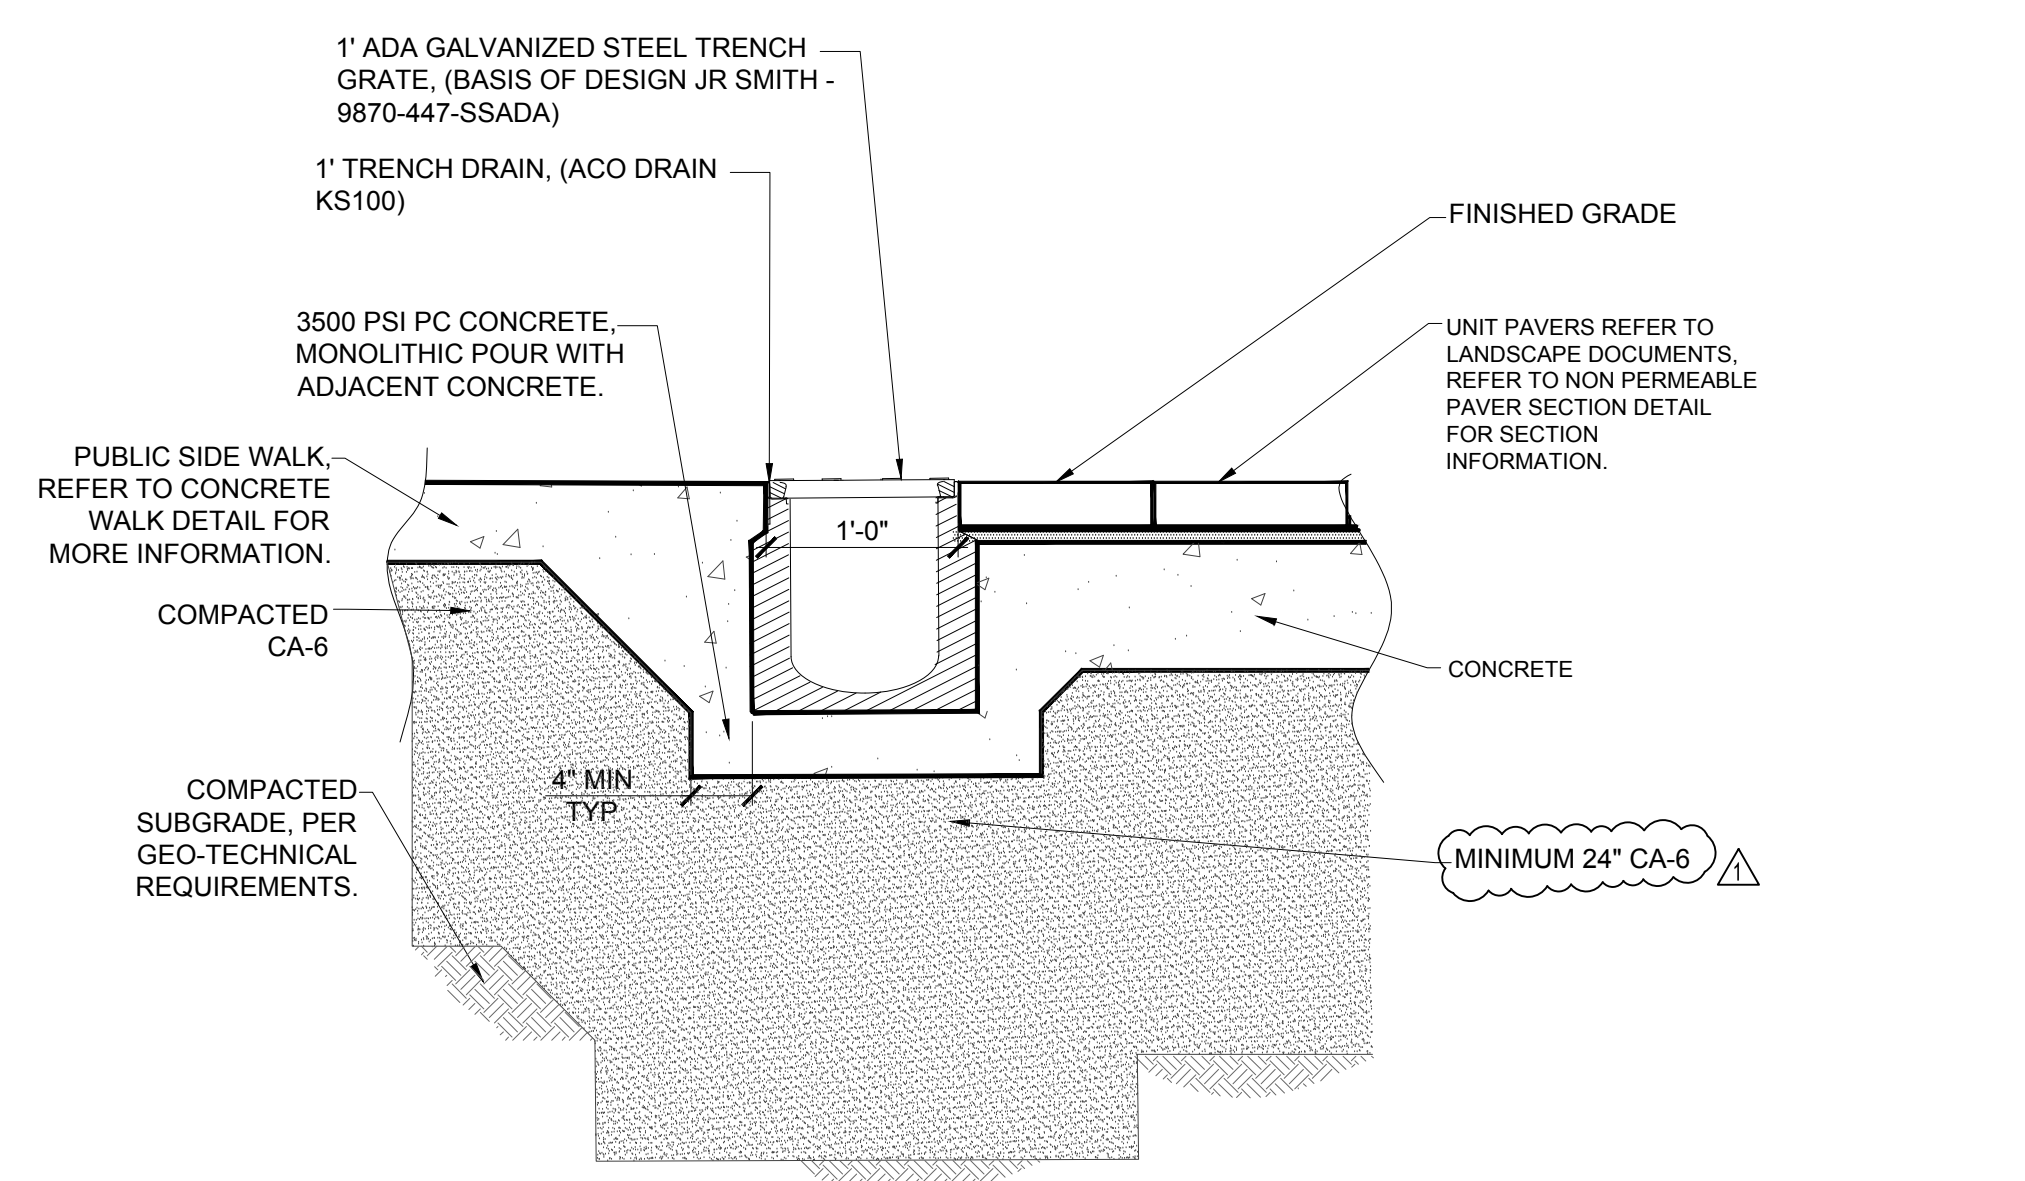 1' ADA GALVANIZED STEEL TRENCH
GRATE, (BASIS OF DESIGN JR SMITH -
9870-447-SSADA)
1' TRENCH DRAIN, (ACO DRAIN
KS100)
3500 PSI PC CONCRETE,
MONOLITHIC POUR WITH
ADJACENT CONCRETE.
PUBLIC SIDE WALK,
REFER TO CONCRETE
WALK DETAIL FOR
MORE INFORMATION.
COMPACTED
CA-6
COMPACTED
SUBGRADE, PER
GEO-TECHNICAL
REQUIREMENTS.
1'-0"
4" MIN
TYP
FINISHED GRADE
UNIT PAVERS REFER TO
LANDSCAPE DOCUMENTS,
REFER TO NON PERMEABLE
PAVER SECTION DETAIL
FOR SECTION
INFORMATION.
CONCRETE
MINIMUM 24" CA-6
1